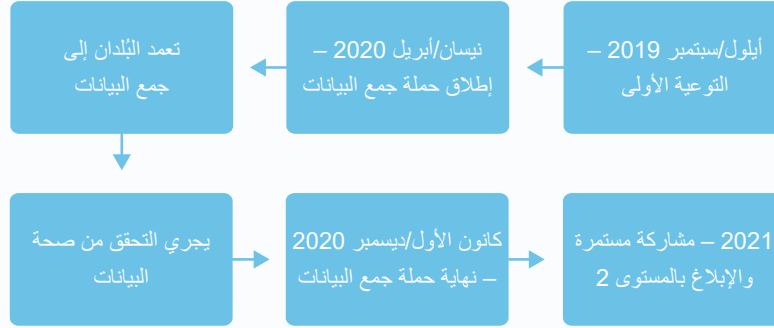 أيلول/سبتمبر 2019 –
التوعية الأولى
نيسان/أبريل 2020 –
إطلاق حملة جمع البيانات
تعمد البُلدان إلى
جمع البيانات
يجري التحقق من صحة
البيانات
كانون الأول/ديسمبر 2020
– نهاية حملة جمع البيانات
2021 – مشاركة مستمرة
والإبلاغ بالمستوى 2